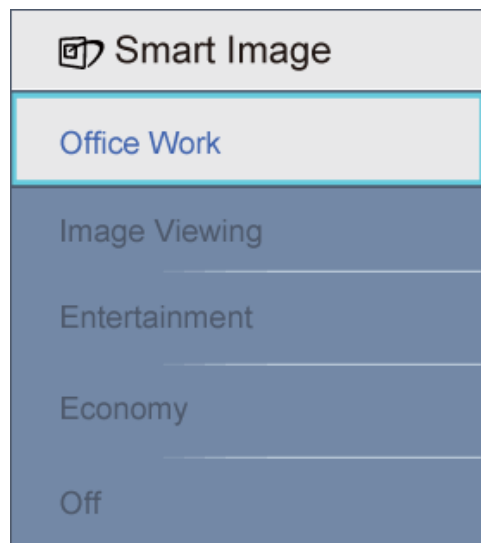 Smart Image
Office Work
Image Viewing
Entertainment
Economy
Off